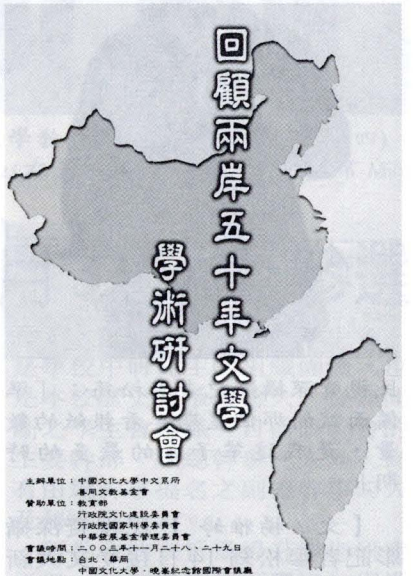 回顧兩岸五十年文學
學術研討會
主辦單位：中國文化大學中文系所
善同文教基金會
贊助單位：教育部
行政院文化建設委員會
行政院國家科學委員會
中華發展基金管理委員會
會議時間：二〇〇三年十一月二十八、二十九日
會議地點：台北．華岡
中國文化大學．曉峯紀念館國際會議廳